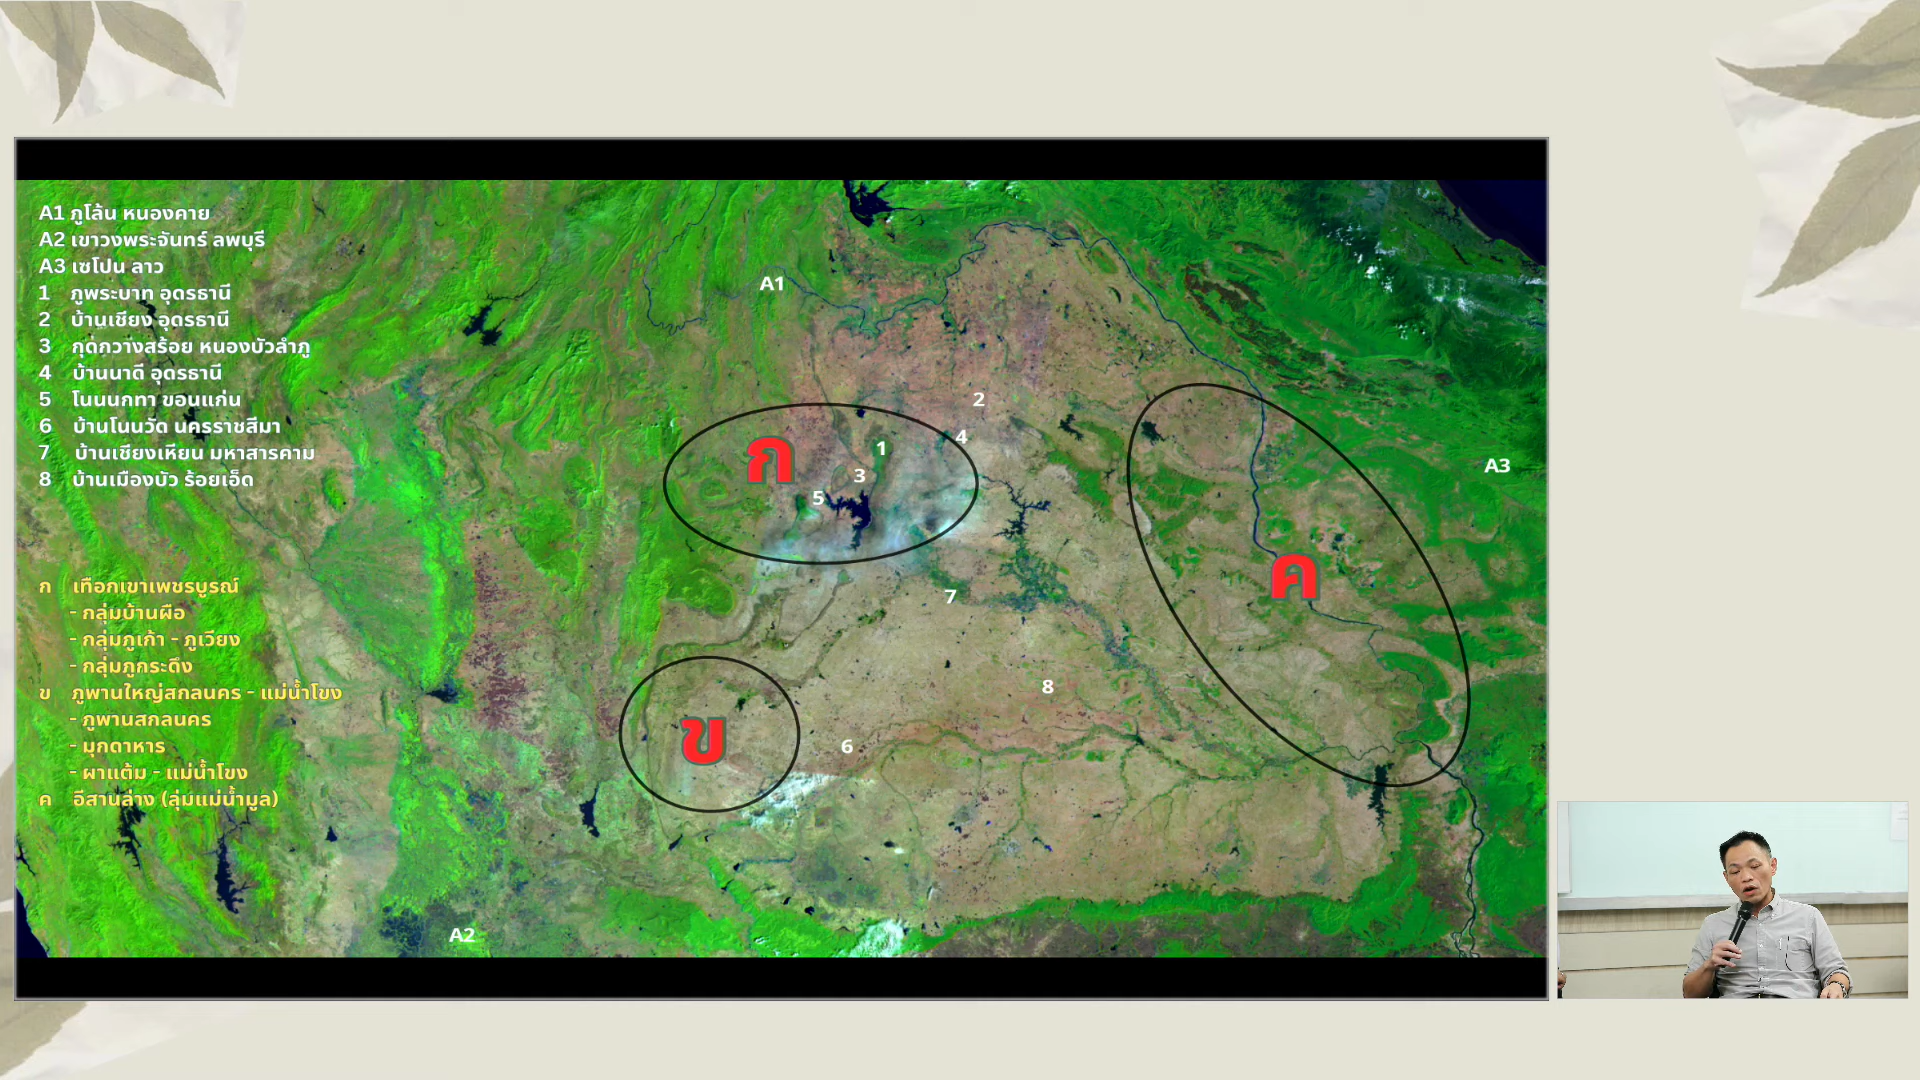 A1 ภูโล้น หนองคาย
A2 เขาวงพระจันทร์ ลพบุรี
A3 เซโปน ลาว
1 ภูพระบาท อุดรธานี
2 บ้านเชียง อุดรธานี
3 กุดกวางสร้อย หนองบัวลำภู
4 บ้านนาดี อุดรธานี
5 โนนนกทา ขอนแก่น
6 บ้านโนนวัด นครราชสีมา
7 บ้านเชียงเหียน มหาสารคาม
8 บ้านเมืองบัว ร้อยเอ็ด
ก เทือกเขาเพชรบูรณ์
- กลุ่มบ้านผือ
- กลุ่มภูเก้า - ภูเวียง
- กลุ่มภูกระดึง
ข ภูพานใหญ่สกลนคร - แม่น้ำโขง
- ภูพานสกลนคร
- มุกดาหาร
- ผาแต้ม - แม่น้ำโขง
ค อีสานล่าง (ลุ่มแม่น้ำมูล)
A1
2
4
ก
1
3
5
A3
ค
7
8
ข
6
A2